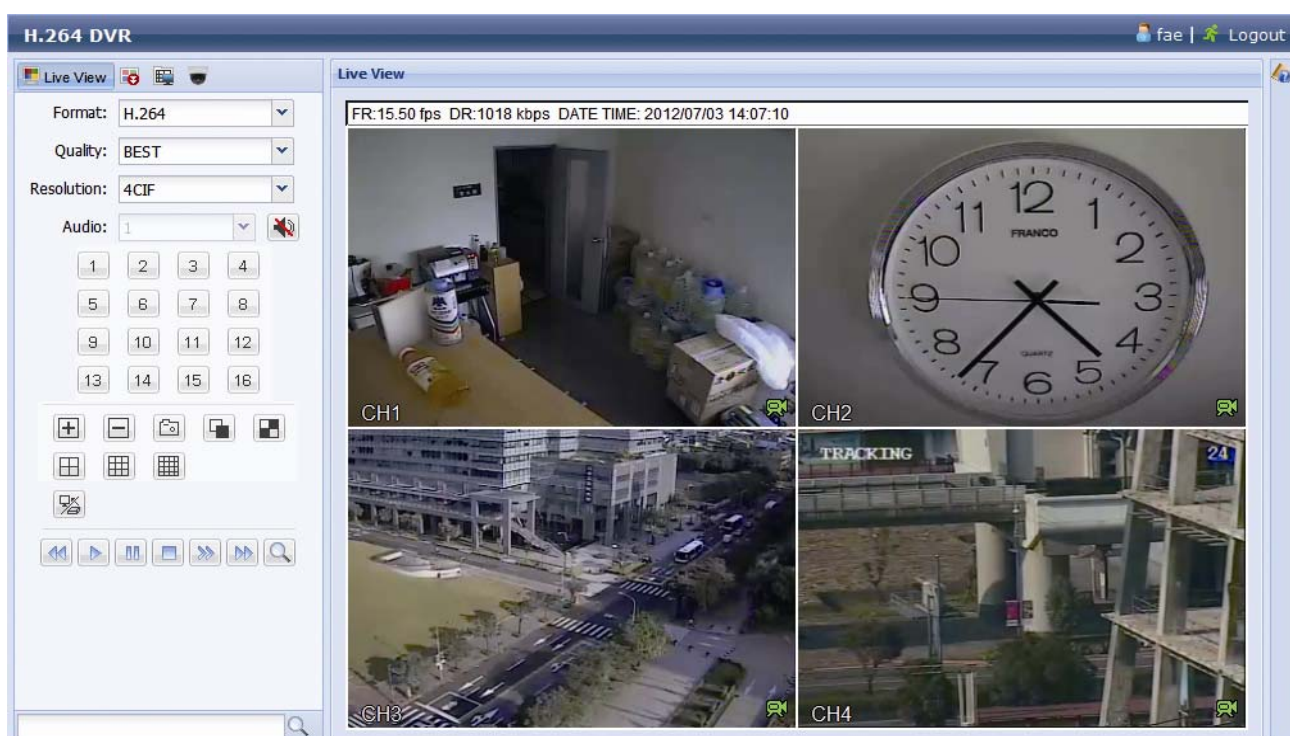 H.264 DVR
fae | Logout
Live View
Live View
Format: H.264
FR:15.50 fps DR:1018 kbps DATE TIME: 2012/07/03 14:07:10
Quality: BEST
Resolution: 4CIF
Audio: 1
1 2 3 4
5 6 7 8
9 10 11 12
13 14 15 16
CH1
12
1
2
3
4
5
6
7
8
9
10
11
FRANCO
QUARTZ
CH2
CH3
TRACKING
24
CH4